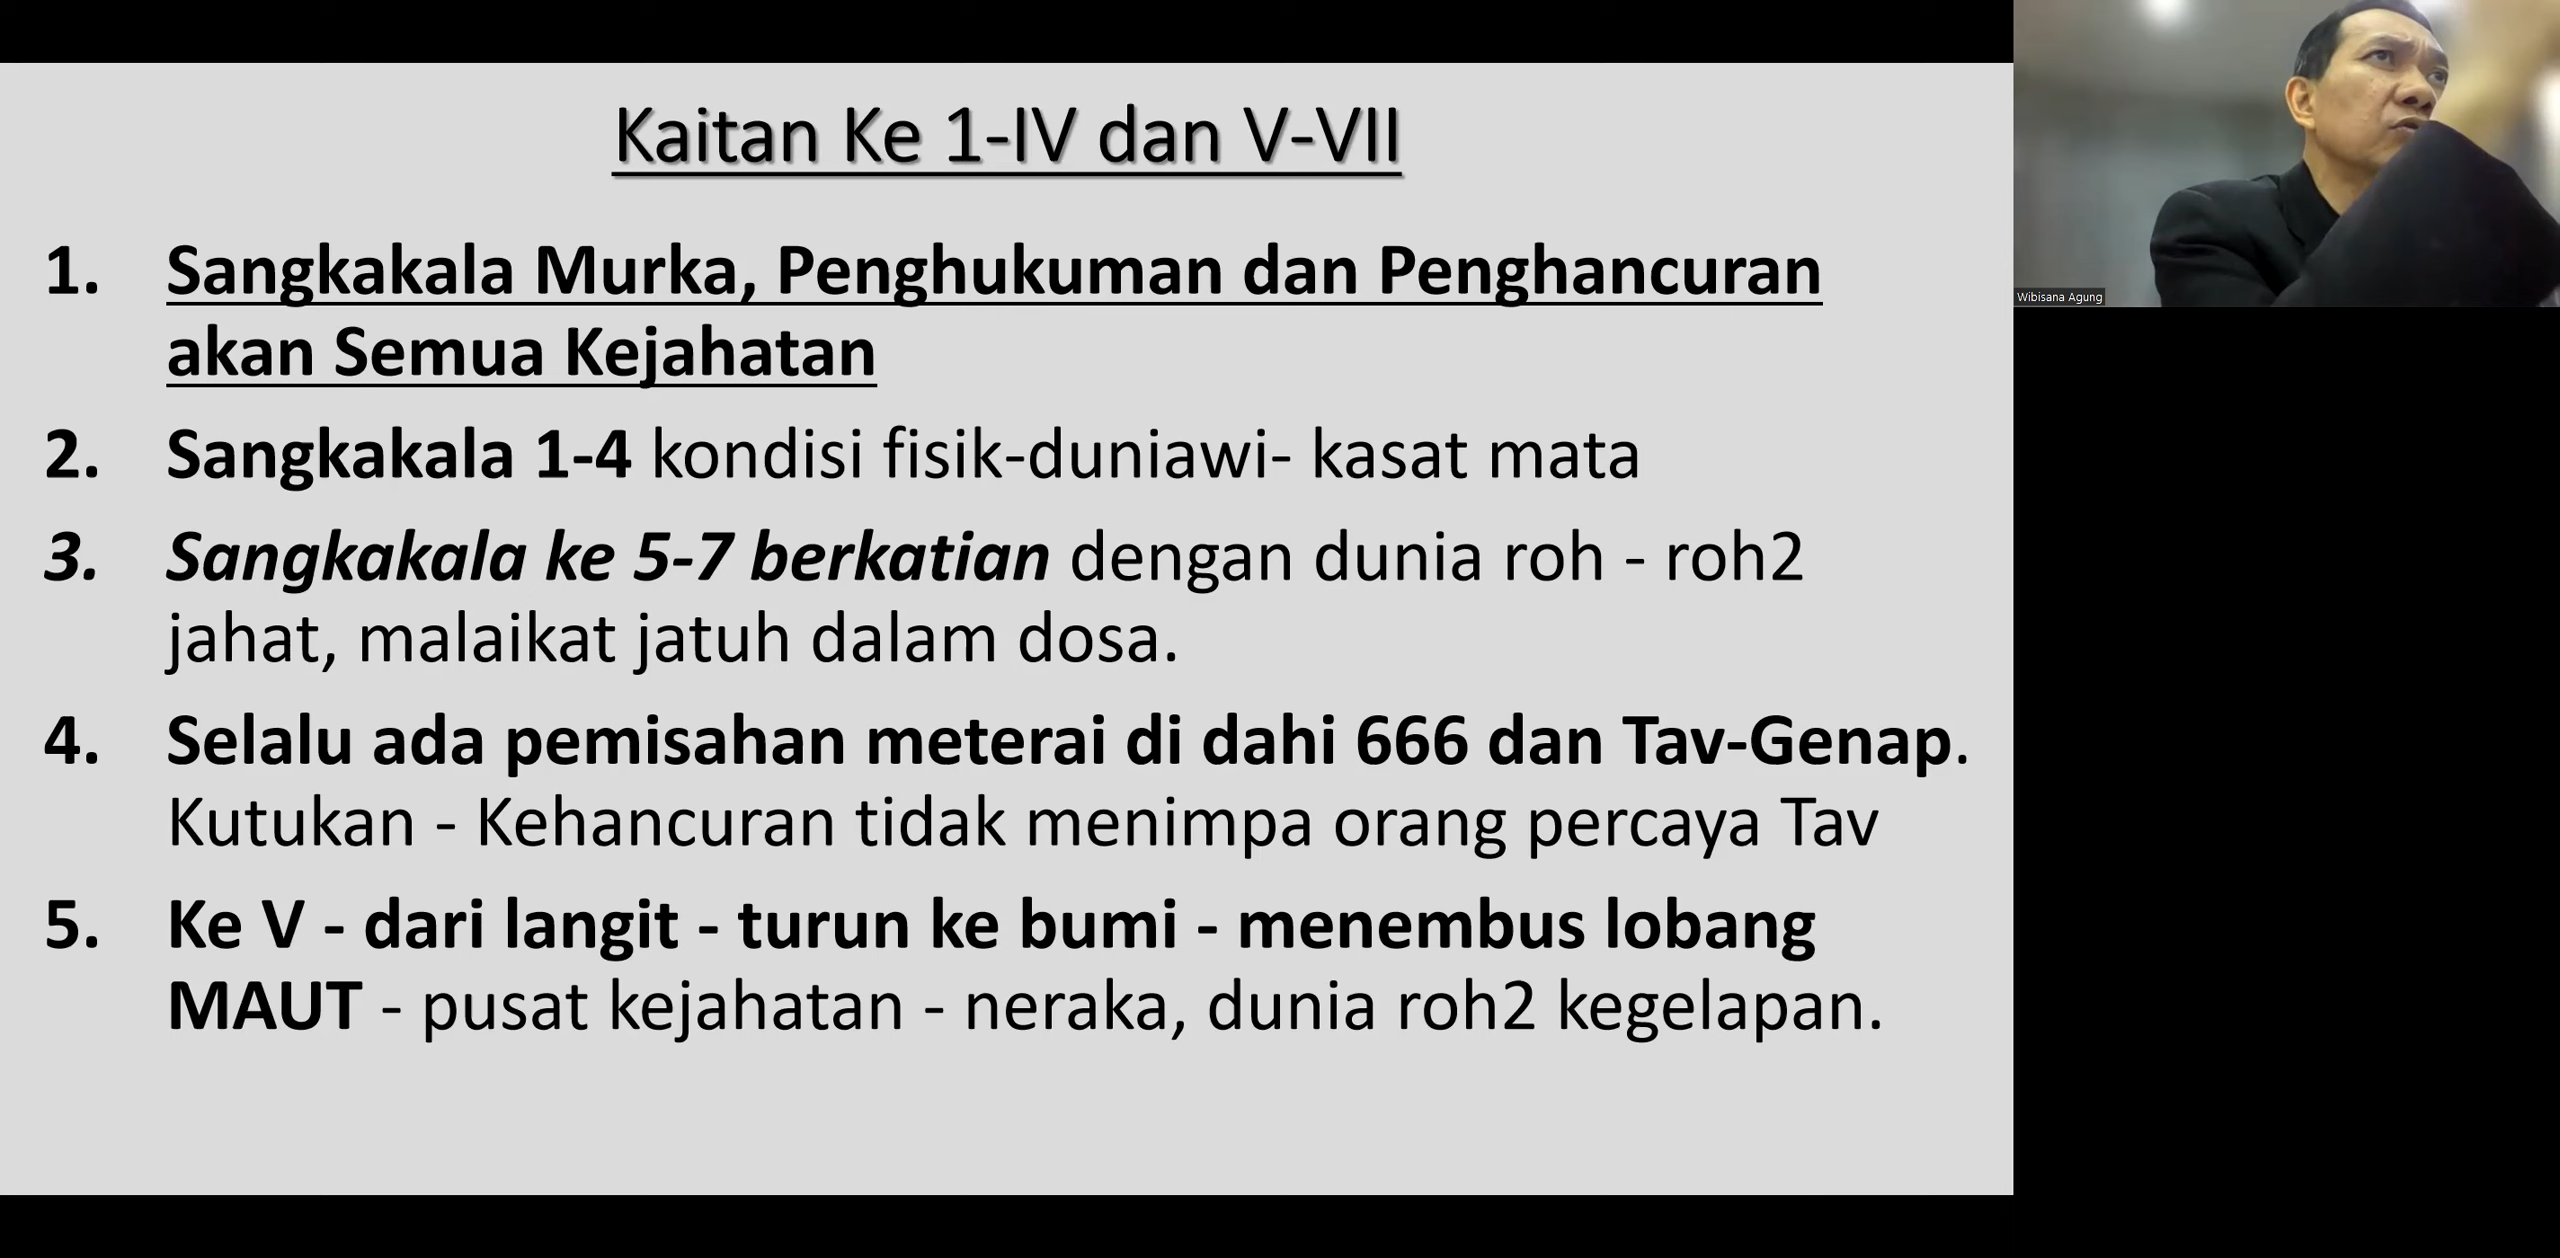 Kaitan Ke 1-IV dan V-VII
1. Sangkakala Murka, Penghukuman dan Penghancuran
akan Semua Kejahatan
2. Sangkakala 1-4 kondisi fisik-duniawi- kasat mata
3. Sangkakala ke 5-7 berkatian dengan dunia roh - roh2
jahat, malaikat jatuh dalam dosa.
4. Selalu ada pemisahan meterai di dahi 666 dan Tav-Genap.
Kutukan - Kehancuran tidak menimpa orang percaya Tav
5. Ke V - dari langit - turun ke bumi - menembus lobang
MAUT - pusat kejahatan - neraka, dunia roh2 kegelapan.
Wibisana Agung